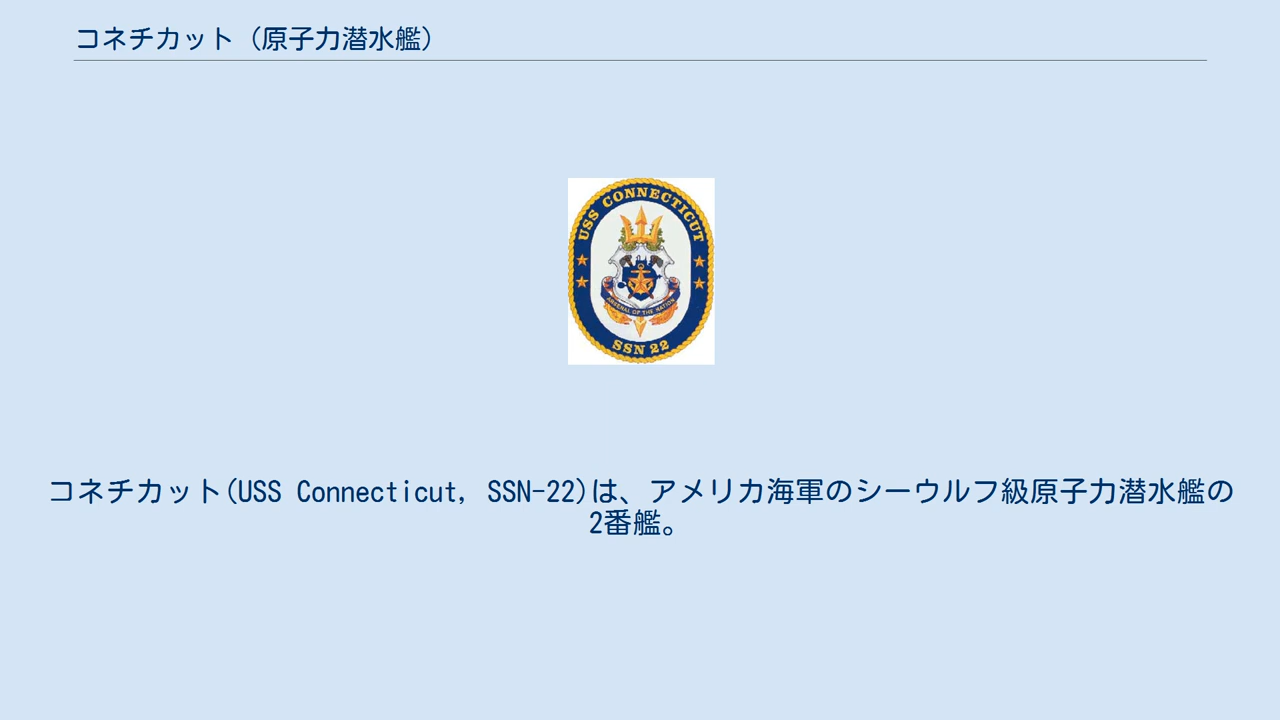 コネチカット (原子力潜水艦)
USS CONNECTICUT
ARSENAL OF THE NATION
SSN 22
コネチカット(USS Connecticut, SSN-22)は、アメリカ海軍のシーウルフ級原子力潜水艦の
2番艦。